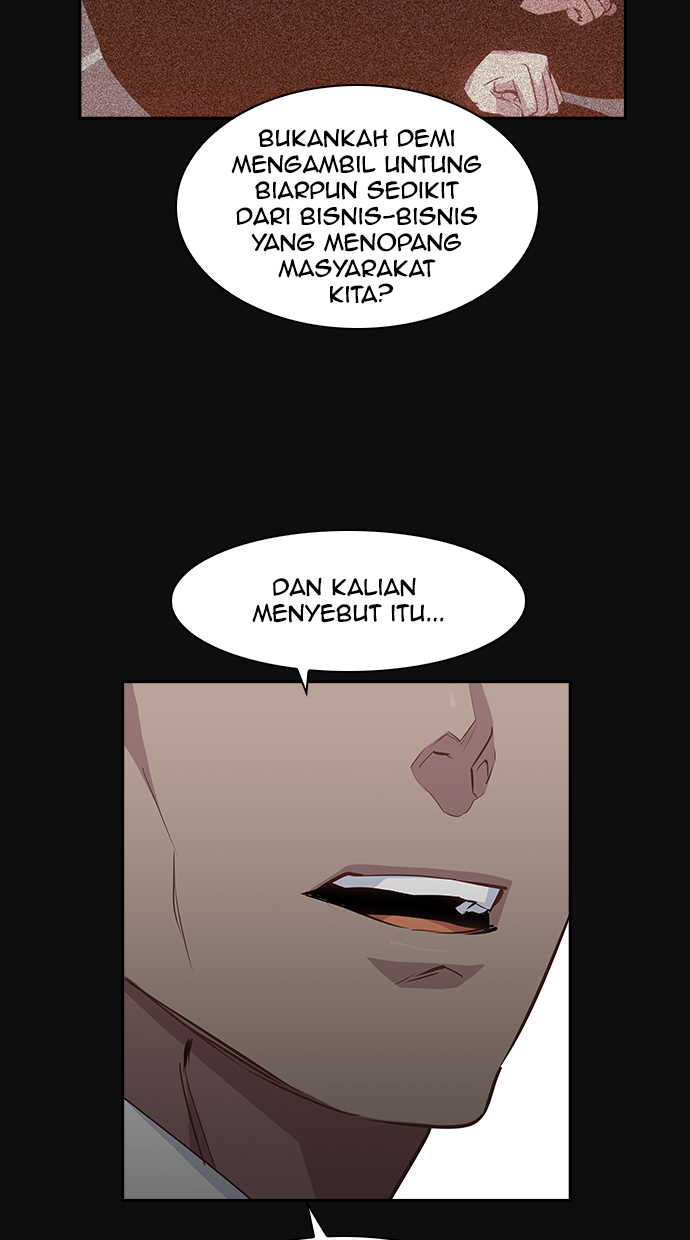 BUKANKAH DEMI
MENGAMBIL UNTUNG
BIARPUN SEDIKIT
DARI BISNIS-BISNIS
YANG MENOPANG
MASYARAKAT
KITA?
DAN KALIAN
MENYEBUT ITU...